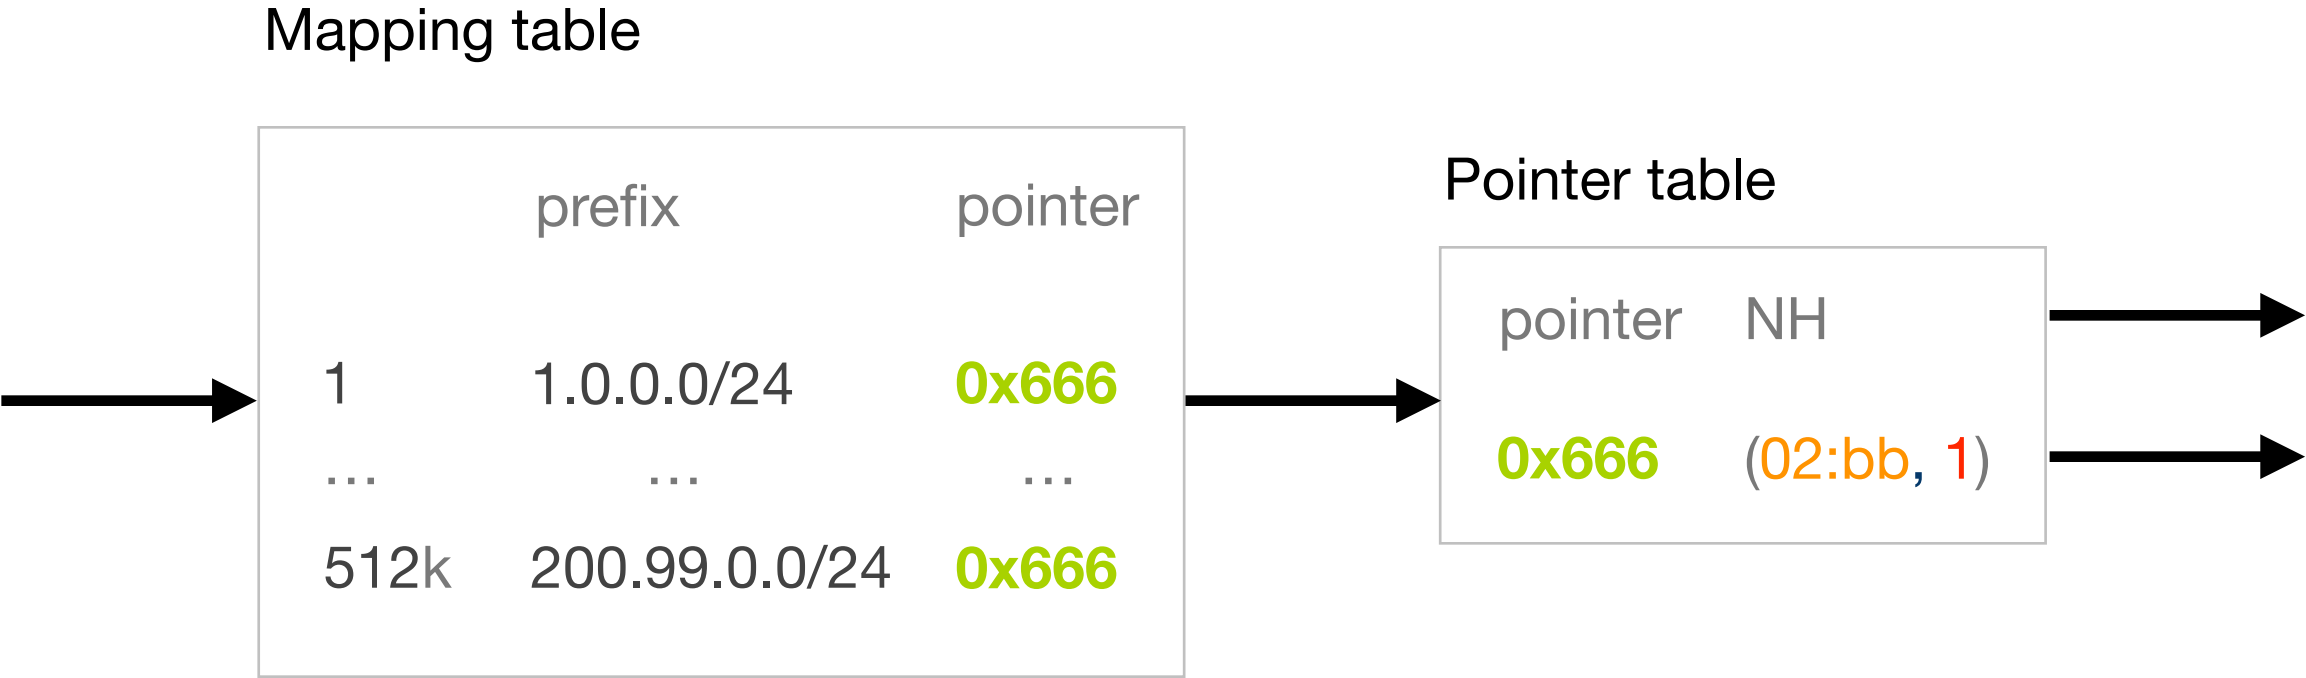 Mapping table
prefix pointer
1 1.0.0.0/24 0x666
... ... ...
512k 200.99.0.0/24 0x666
Pointer table
pointer NH
0x666 (02:bb, 1)